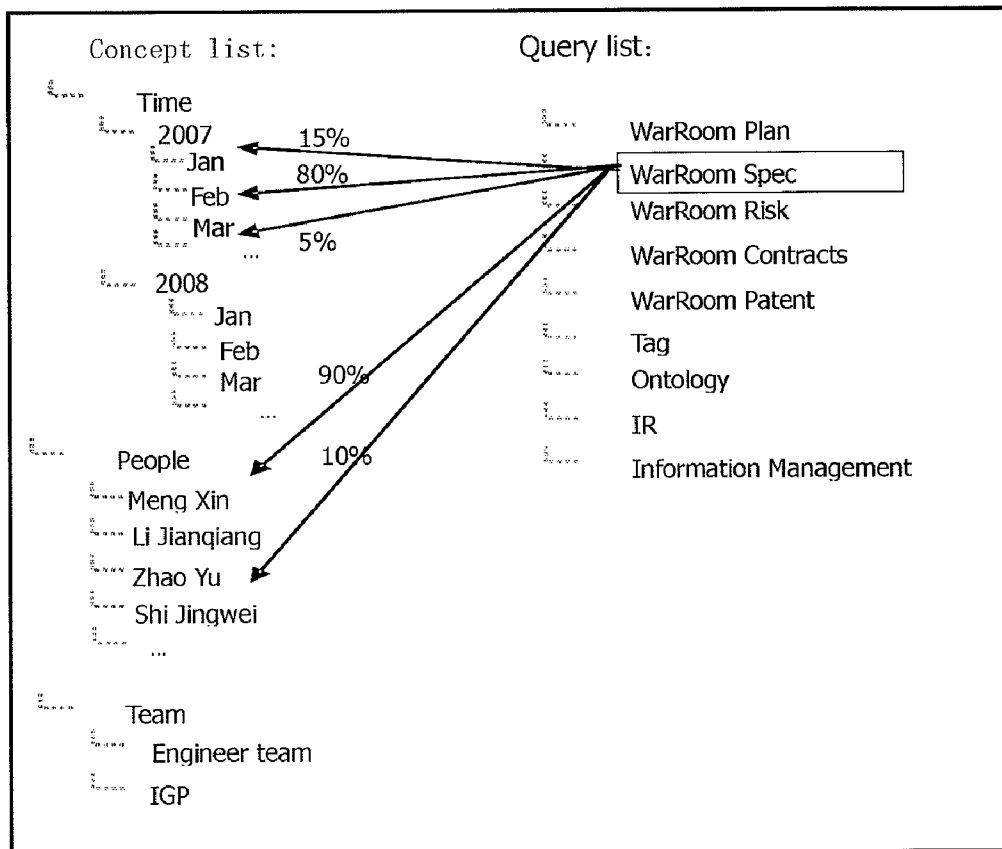 Concept list:
Time
2007
Jan
Feb
Mar
...
2008
Jan
Feb
Mar
...
People
Meng Xin
Li Jianqiang
Zhao Yu
Shi Jingwei
...
Team
Engineer team
IGP
15%
80%
5%
90%
10%
Query list:
WarRoom Plan
WarRoom Spec
WarRoom Risk
WarRoom Contracts
WarRoom Patent
Tag
Ontology
IR
Information Management